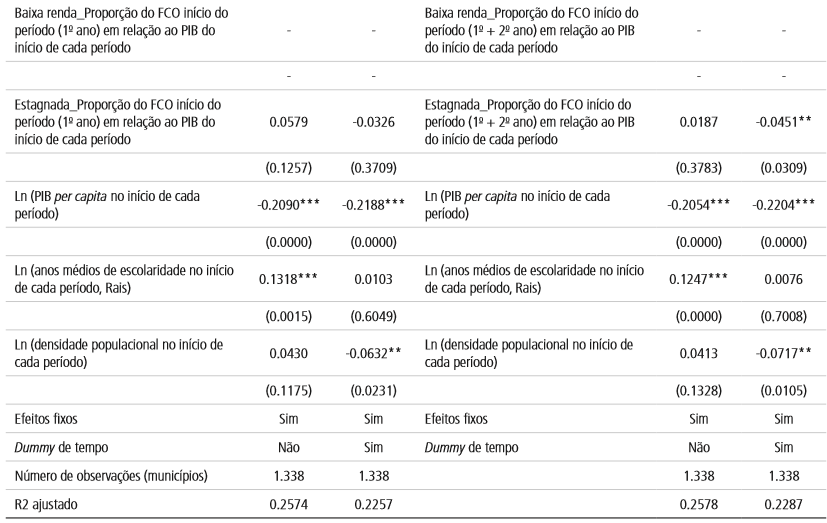 Baixa renda_Proporção do FCO início do
período (1º ano) em relação ao PIB do
início de cada período
- -
Baixa renda_Proporção do FCO início do
período (1º + 2º ano) em relação ao PIB
do início de cada período
- -
- - - -
Estagnada_Proporção do FCO início do
período (1º ano) em relação ao PIB do
início de cada período
0.0579 -0.0326
Estagnada_Proporção do FCO início do
período (1º + 2º ano) em relação ao PIB
do início de cada período
0.0187 -0.0451**
(0.1257) (0.3709) (0.3783) (0.0309)
Ln (PIB per capita no início de cada
período)
-0.2090*** -0.2188***
Ln (PIB per capita no início de cada
período)
-0.2054*** -0.2204***
(0.0000) (0.0000) (0.0000) (0.0000)
Ln (anos médios de escolaridade no início
de cada período, Rais)
0.1318*** 0.0103
Ln (anos médios de escolaridade no início
de cada período, Rais)
0.1247*** 0.0076
(0.0015) (0.6049) (0.0000) (0.7008)
Ln (densidade populacional no início de
cada período)
0.0430 -0.0632**
Ln (densidade populacional no início de
cada período)
0.0413 -0.0717**
(0.1175) (0.0231) (0.1328) (0.0105)
Efeitos fixos Sim Sim Efeitos fixos Sim Sim
Dummy de tempo Não Sim Dummy de tempo Não Sim
Número de observações (municípios) 1.338 1.338 1.338 1.338
R2 ajustado 0.2574 0.2257 0.2578 0.2287